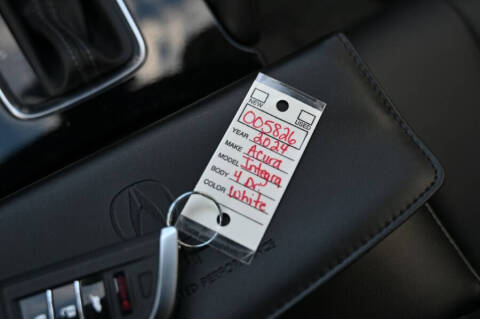 NEW USED
005826
YEAR 2024
MAKE Acura
MODEL Integra
BODY 4 Dr
COLOR White